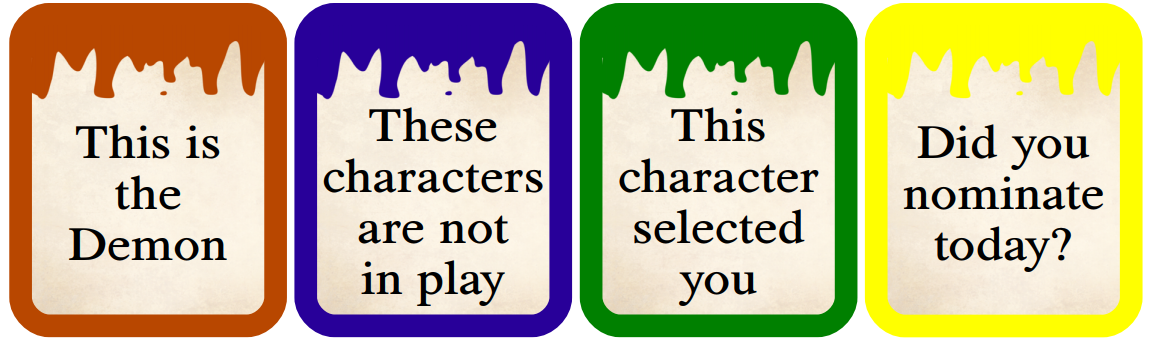 This is
the
Demon
These
characters
are not
in play
This
character
selected
you
Did you
nominate
today?